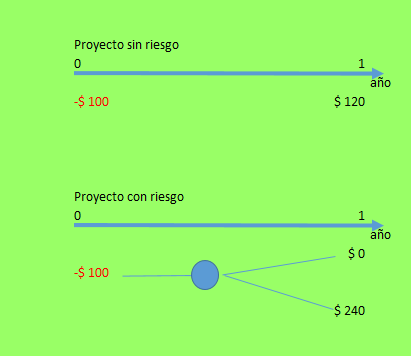 Proyecto sin riesgo
0 1
año
-$ 100 $ 120
Proyecto con riesgo
0 1
año
$ 0
-$ 100
$ 240